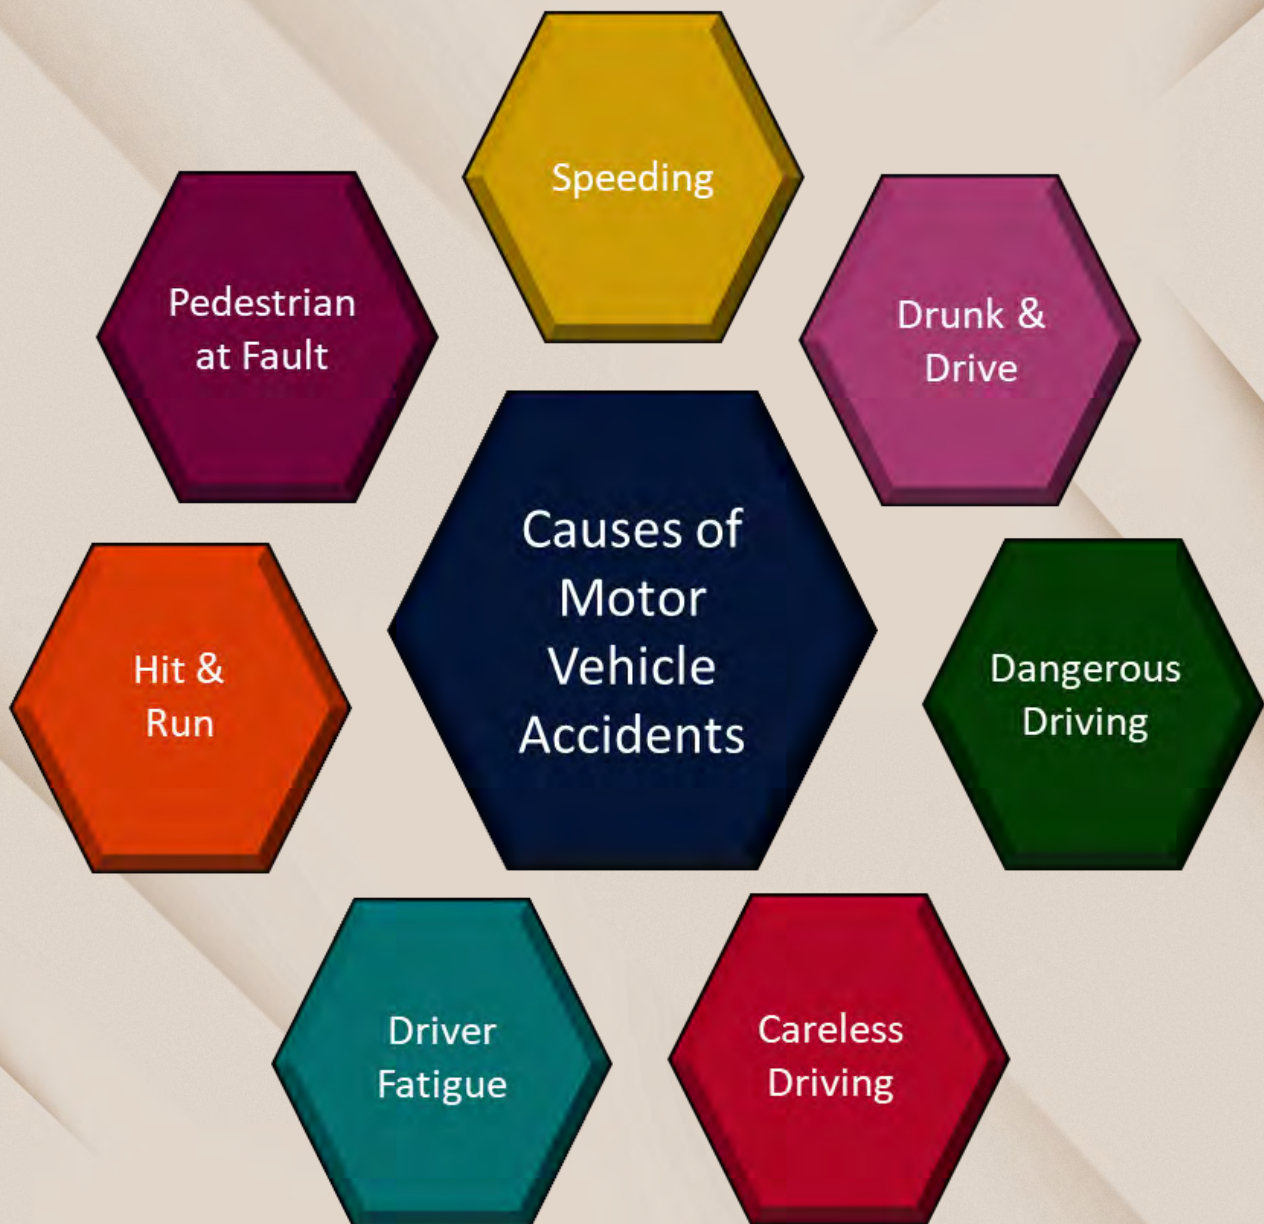 Speeding
Pedestrian
at Fault
Drunk &
Drive
Causes of
Motor
Vehicle
Accidents
Hit &
Run
Dangerous
Driving
Driver
Fatigue
Careless
Driving